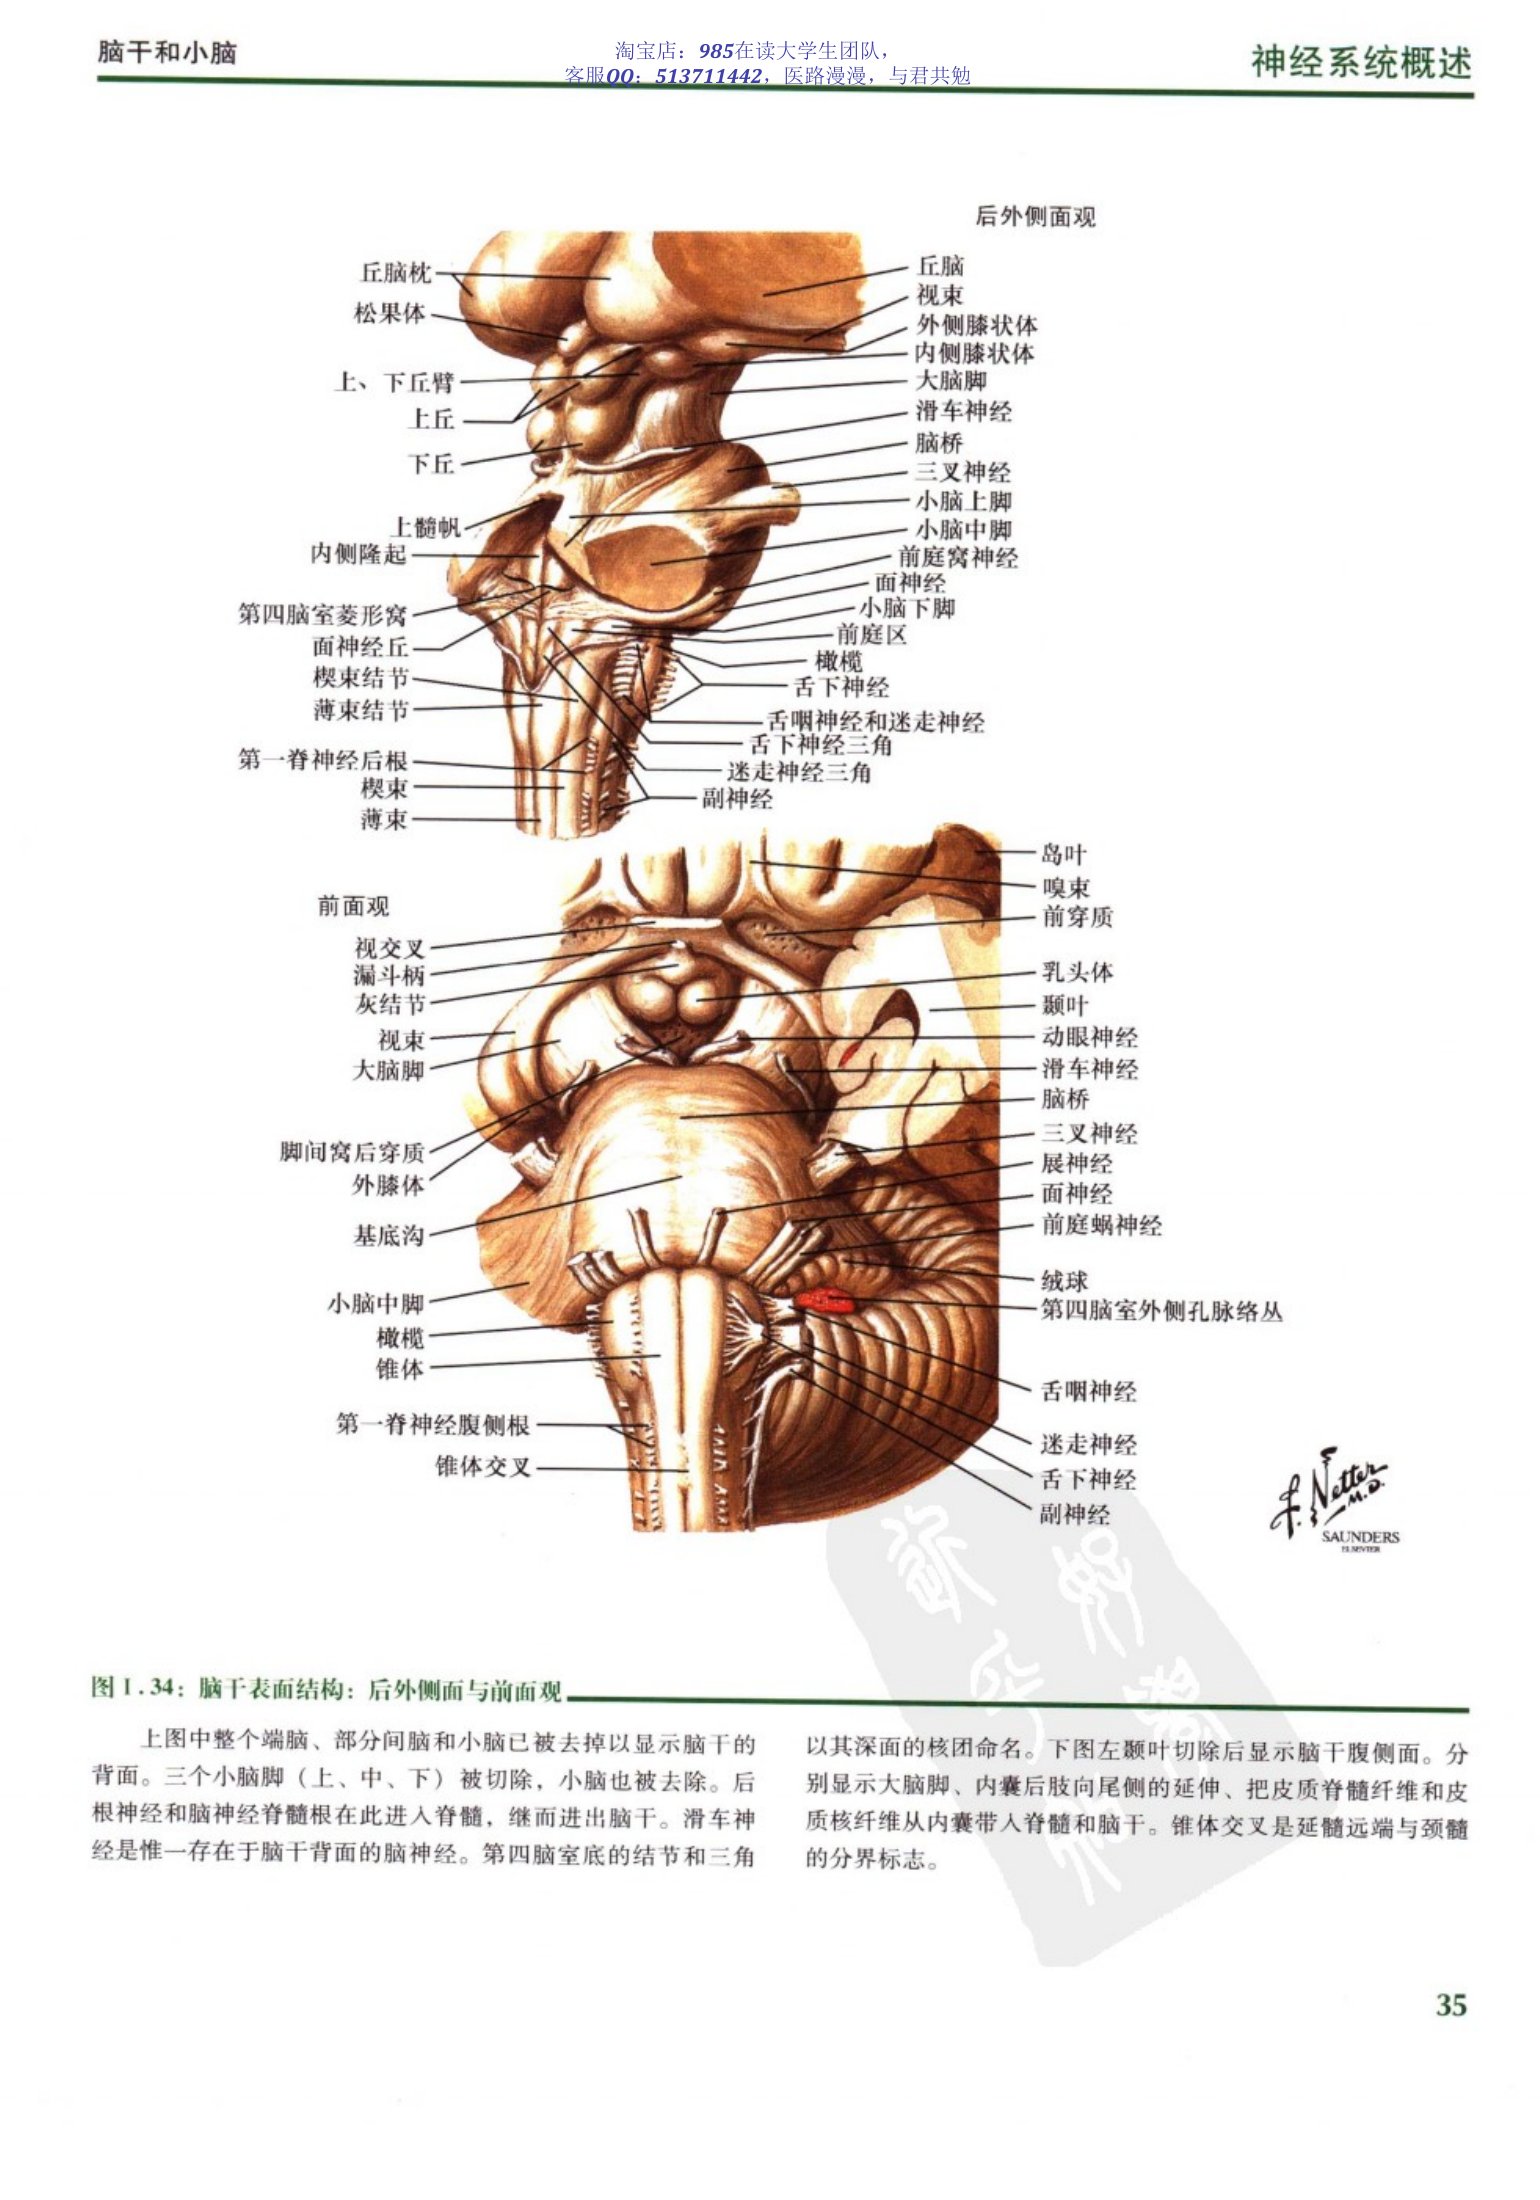 脑干和小脑
淘宝店：985在读大学生团队，
客服QQ：513711442，医路漫漫，与君共勉
神经系统概述
后外侧面观
丘脑枕
松果体
上、下丘臂
上丘
下丘
上髓帆
内侧隆起
第四脑室菱形窝
面神经丘
楔束结节
薄束结节
第一脊神经后根
楔束
薄束
丘脑
视束
外侧膝状体
内侧膝状体
大脑脚
滑车神经
脑桥
三叉神经
小脑上脚
小脑中脚
前庭窝神经
面神经
小脑下脚
前庭区
橄榄
舌下神经
舌咽神经和迷走神经
舌下神经三角
迷走神经三角
副神经
前面观
视交叉
漏斗柄
灰结节
视束
大脑脚
脚间窝后穿质
外膝体
基底沟
小脑中脚
橄榄
锥体
第一脊神经腹侧根
锥体交叉
岛叶
嗅束
前穿质
乳头体
颞叶
动眼神经
滑车神经
脑桥
三叉神经
展神经
面神经
前庭蜗神经
绒球
第四脑室外侧孔脉络丛
舌咽神经
迷走神经
舌下神经
副神经
F. Netter
M.D.
SAUNDERS
ELSEVIER
图 I.34：脑干表面结构：后外侧面与前面观
上图中整个端脑、部分间脑和小脑已被去掉以显示脑干的
背面。三个小脑脚（上、中、下）被切除，小脑也被去除。后
根神经和脑神经脊髓根在此进入脊髓，继而进出脑干。滑车神
经是惟一存在于脑干背面的脑神经。第四脑室底的结节和三角
以其深面的核团命名。下图左颞叶切除后显示脑干腹侧面。分
别显示大脑脚、内囊后肢向尾侧的延伸、把皮质脊髓纤维和皮
质核纤维从内囊带人脊髓和脑干。锥体交叉是延髓远端与颈髓
的分界标志。
35